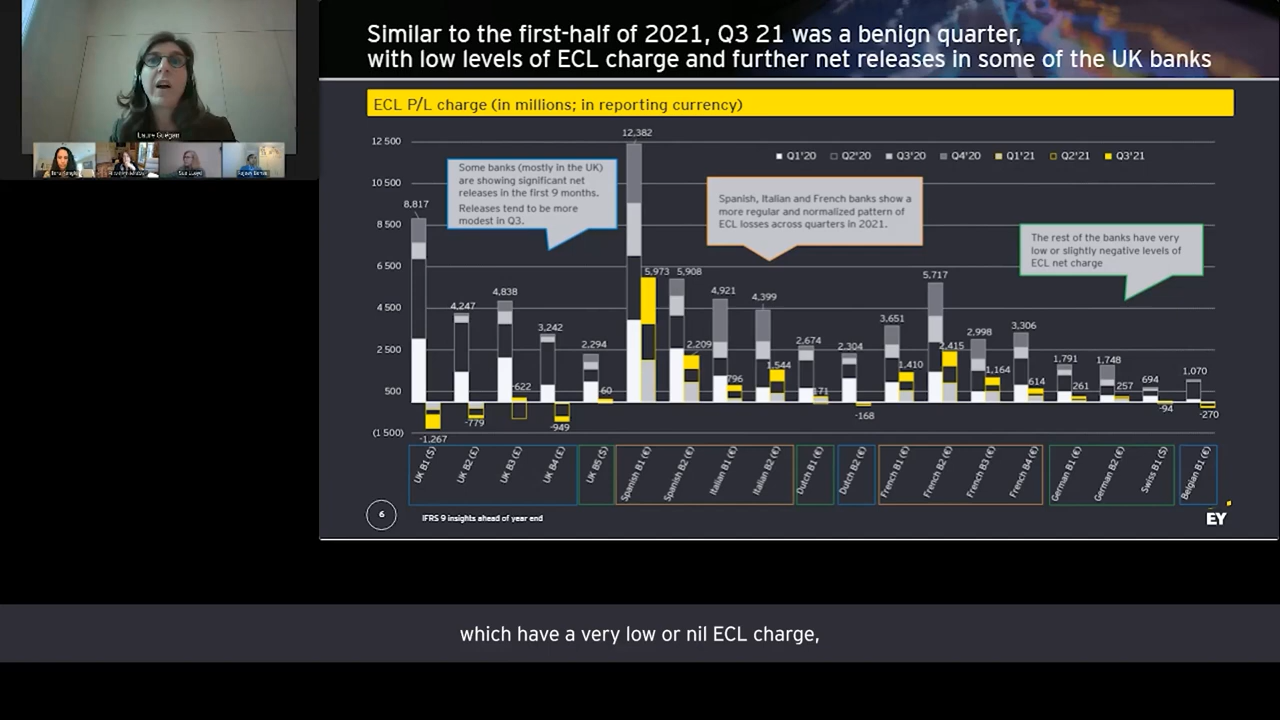 Similar to the first-half of 2021, Q3 21 was a benign quarter,
with low levels of ECL charge and further net releases in some of the UK banks
ECL P/L charge (in millions; in reporting currency)
Laure Guégan
Sue Lloyd
12 500
10 500
8 500
6 500
4 500
2 500
500
(1 500)
Q1'20 Q2'20 Q3'20 Q4'20 Q1'21 Q2'21 Q3'21
Some banks (mostly in the UK)
are showing significant net
releases in the first 9 months.
Releases tend to be more
modest in Q3.
Spanish, Italian and French banks show a
more regular and normalized pattern of
ECL losses across quarters in 2021.
The rest of the banks have very
low or slightly negative levels of
ECL net charge
8,817
-1,267
4,247
-779
4,838
-622
3,242
-949
2,294
60
12,382
5,973
5,908
2,209
4,921
796
4,399
1,544
2,674
171
2,304
-168
3,651
1,410
5,717
2,415
2,998
1,164
3,306
614
1,791
261
1,748
257
694
-94
1,070
-270
UK B1 ($)
UK B2 (£)
UK B3 (£)
UK B4 (£)
UK B5 ($)
Spanish B1 (€)
Spanish B2 (€)
Italian B1 (€)
Italian B2 (€)
Dutch B1 (€)
Dutch B2 (€)
French B1 (€)
French B2 (€)
French B3 (€)
French B4 (€)
German B1 (€)
German B2 (€)
Swiss B1 ($)
Belgian B1 (€)
6
IFRS 9 insights ahead of year end
EY
which have a very low or nil ECL charge,